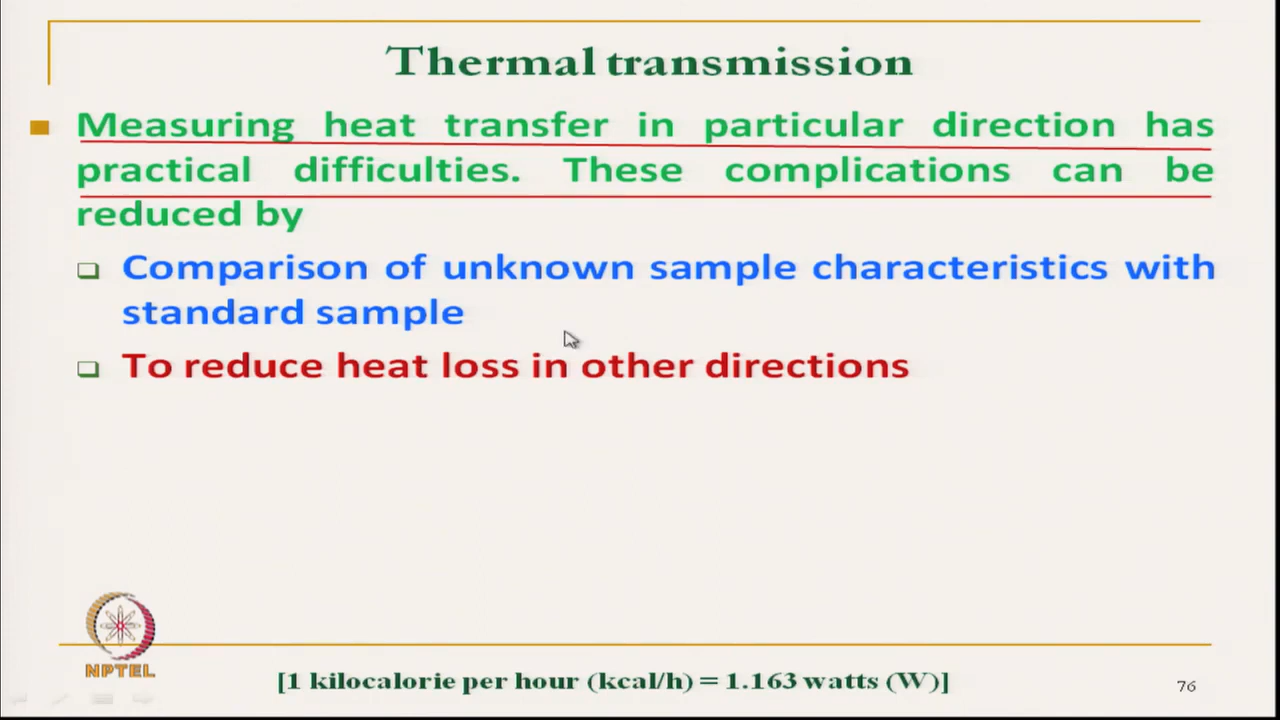 Thermal transmission
Measuring heat transfer in particular direction has
practical difficulties. These complications can be
reduced by
Comparison of unknown sample characteristics with
standard sample
To reduce heat loss in other directions
NPTEL
[1 kilocalorie per hour (kcal/h) = 1.163 watts (W)]
76